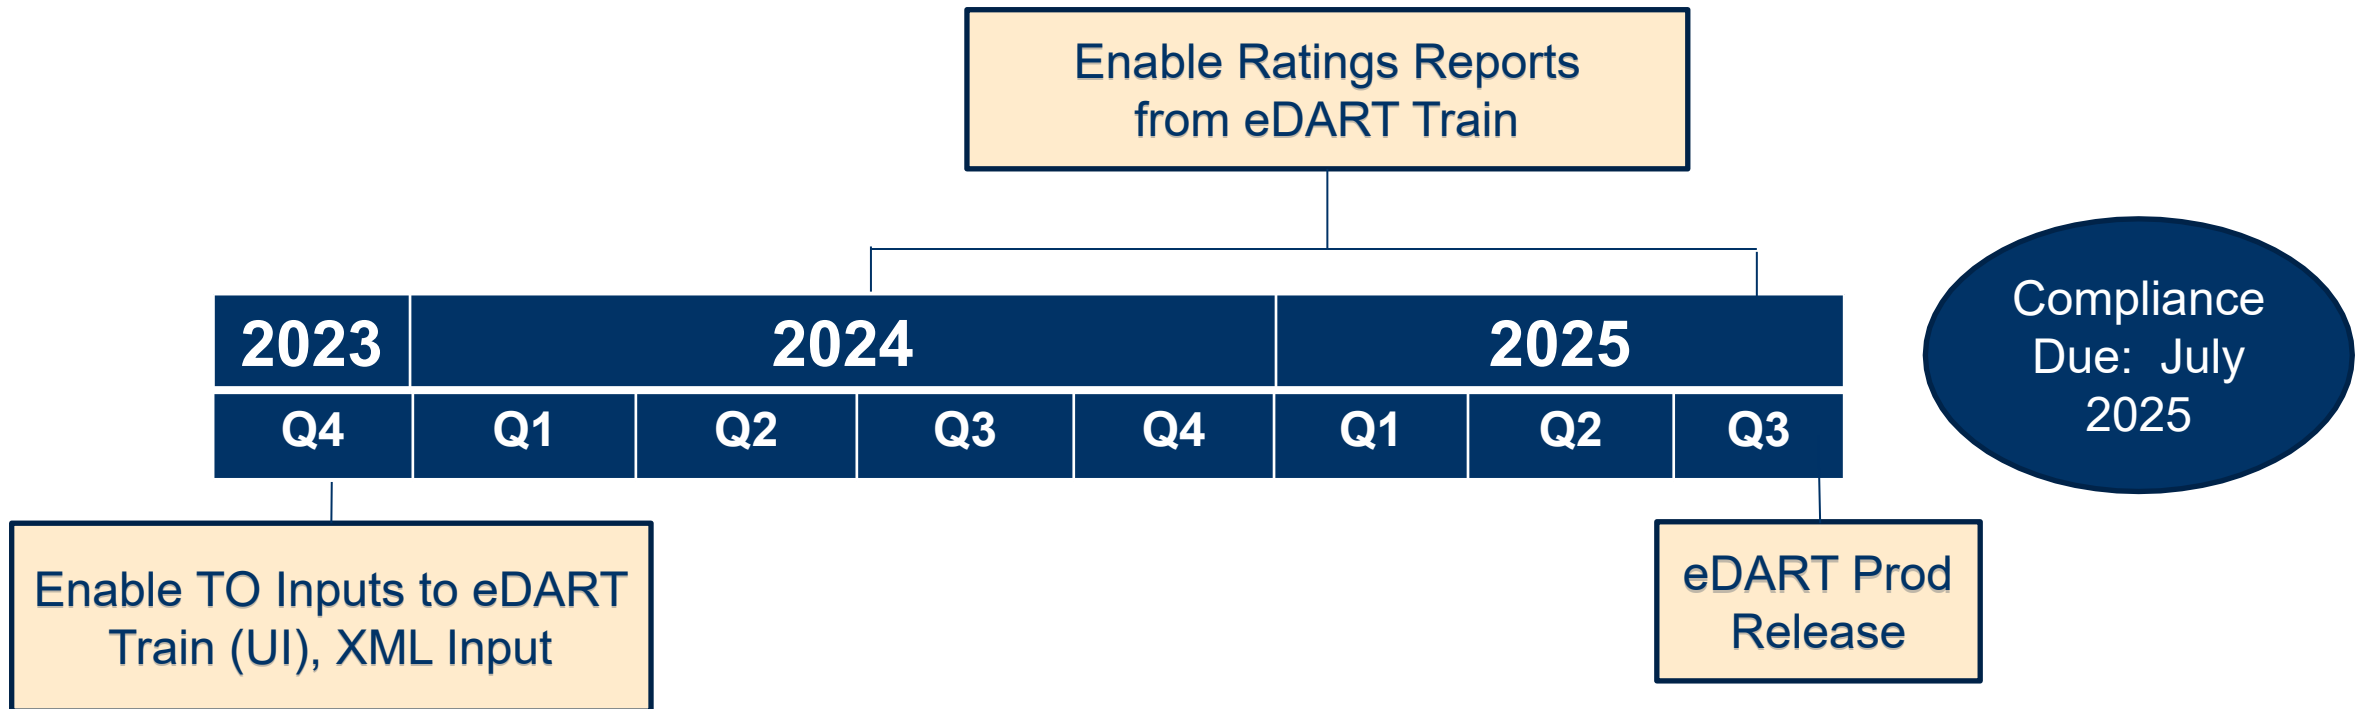 Enable Ratings Reports
from eDART Train
2023
2024
2025
Q4
Q1
Q2
Q3
Q4
Q1
Q2
Q3
Compliance
Due:  July
2025
Enable TO Inputs to eDART
Train (UI), XML Input
eDART Prod
Release